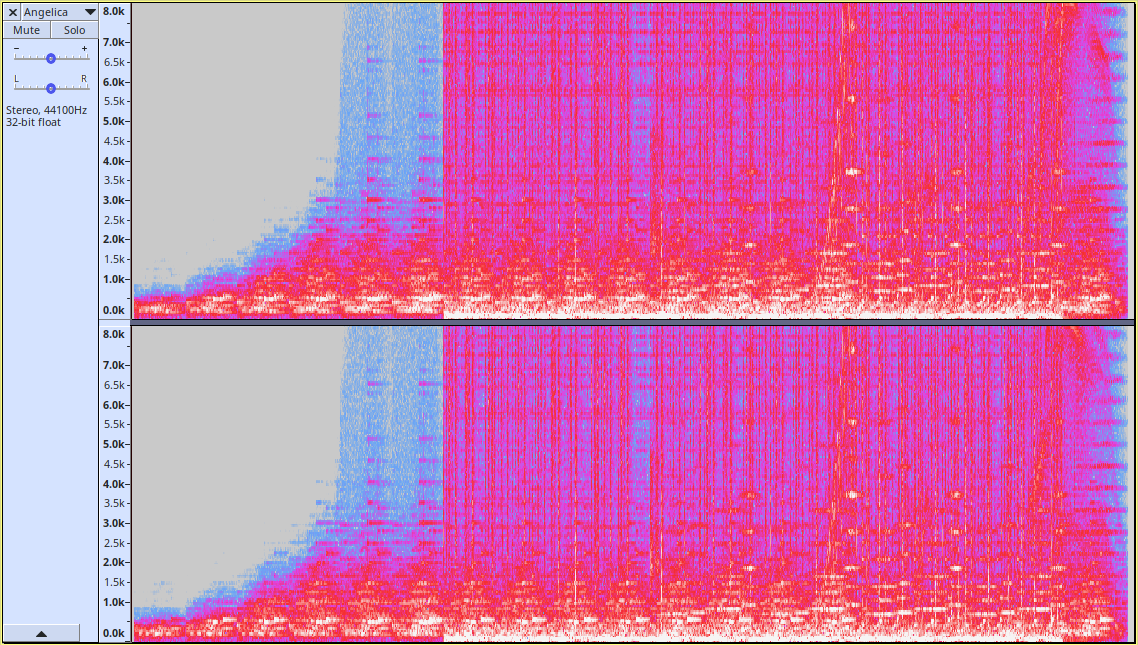 Angelica
Mute Solo
- +
L R
Stereo, 44100Hz
32-bit float
8.0k
7.0k
6.5k
6.0k
5.5k
5.0k
4.5k
4.0k
3.5k
3.0k
2.5k
2.0k
1.5k
1.0k
0.0k
8.0k
7.0k
6.5k
6.0k
5.5k
5.0k
4.5k
4.0k
3.5k
3.0k
2.5k
2.0k
1.5k
1.0k
0.0k